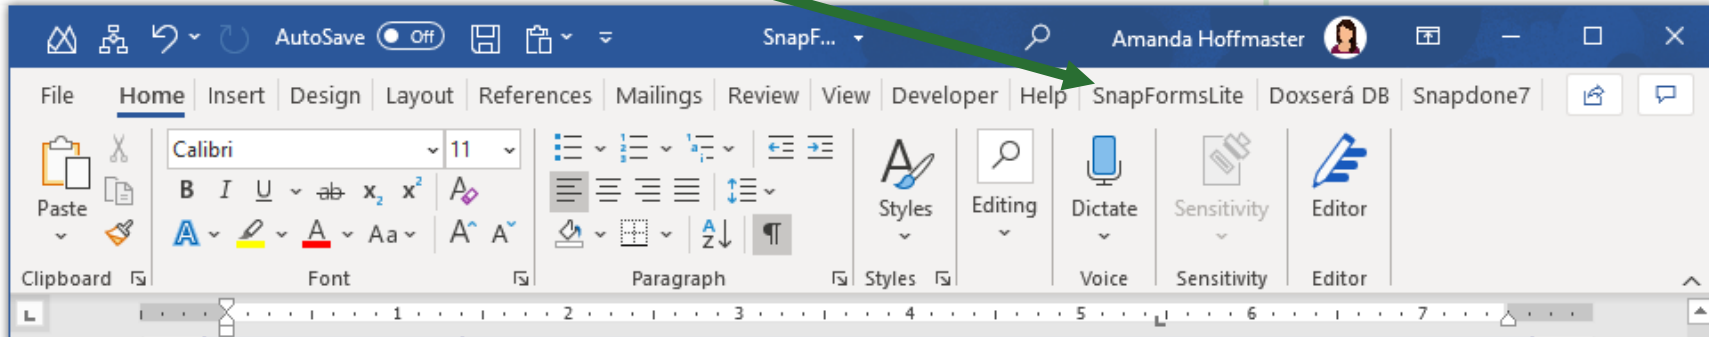 AutoSave Off SnapF... Amanda Hoffmaster
File Home Insert Design Layout References Mailings Review View Developer Help SnapFormsLite Doxserá DB Snapdone7
Calibri 11
B I U ab x₂ x² A
Paste Styles Editing Dictate Sensitivity Editor
A A Aa A A A Z ¶
Clipboard Font Paragraph Styles Voice Sensitivity Editor
1 2 3 4 5 6 7